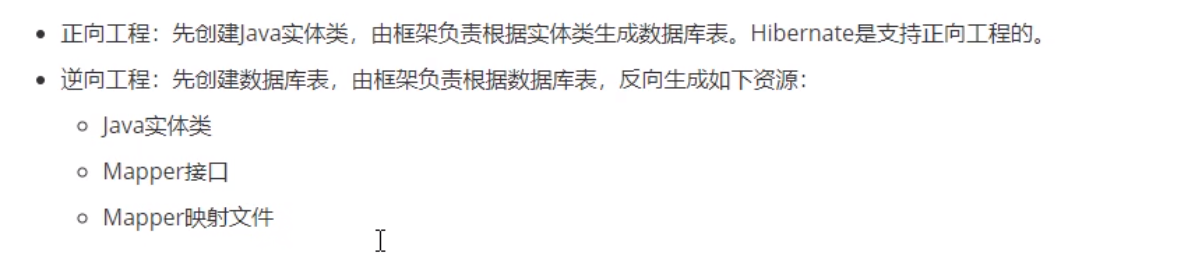 正向工程：先创建Java实体类，由框架负责根据实体类生成数据库表。Hibernate是支持正向工程的。
逆向工程：先创建数据库表，由框架负责根据数据库表，反向生成如下资源：
Java实体类
Mapper接口
Mapper映射文件